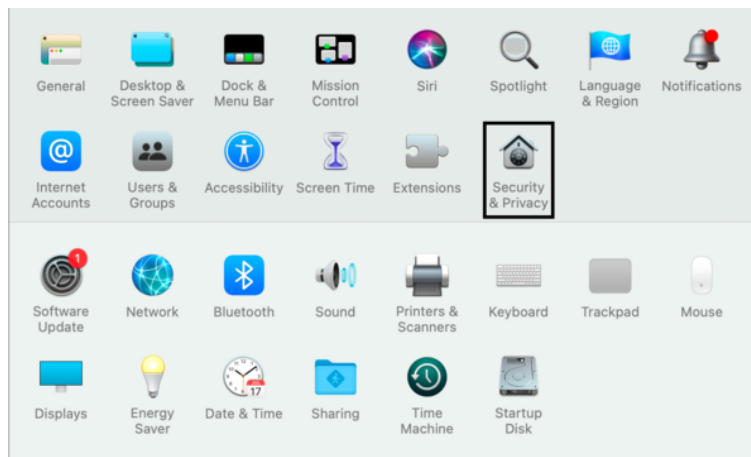 General
Desktop &
Screen Saver
Dock &
Menu Bar
Mission
Control
Siri
Spotlight
Language
& Region
Notifications
Internet
Accounts
Users &
Groups
Accessibility
Screen Time
Extensions
Security
& Privacy
1
Software
Update
Network
Bluetooth
Sound
Printers &
Scanners
Keyboard
Trackpad
Mouse
Displays
Energy
Saver
17
Date & Time
Sharing
Time
Machine
Startup
Disk